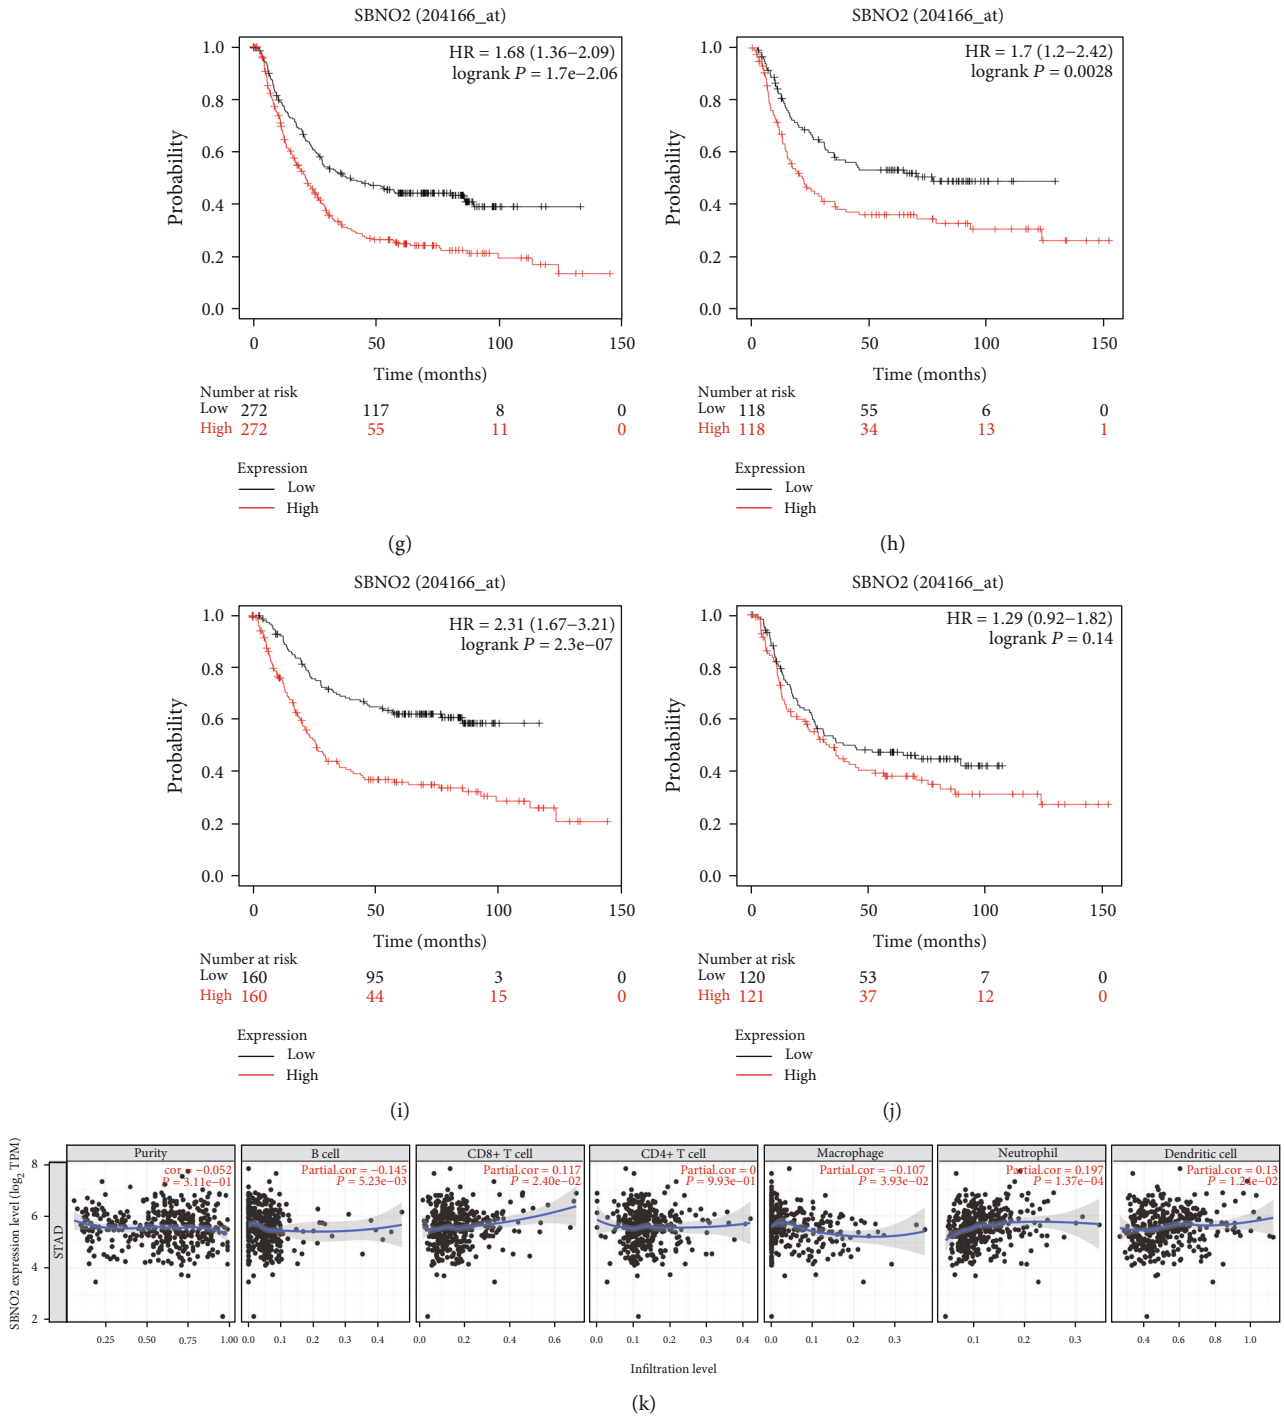 SBNO2 (204166_at)
HR = 1.68 (1.36–2.09)
logrank P = 1.7e–2.06
Probability
1.0
0.8
0.6
0.4
0.2
0.0
0 50 100 150
Time (months)
Number at risk
Low 272 117 8 0
High 272 55 11 0
Expression
Low
High
(g)
SBNO2 (204166_at)
HR = 1.7 (1.2–2.42)
logrank P = 0.0028
Probability
1.0
0.8
0.6
0.4
0.2
0.0
0 50 100 150
Time (months)
Number at risk
Low 118 55 6 0
High 118 34 13 1
Expression
Low
High
(h)
SBNO2 (204166_at)
HR = 2.31 (1.67–3.21)
logrank P = 2.3e–07
Probability
1.0
0.8
0.6
0.4
0.2
0.0
0 50 100 150
Time (months)
Number at risk
Low 160 95 3 0
High 160 44 15 0
Expression
Low
High
(i)
SBNO2 (204166_at)
HR = 1.29 (0.92–1.82)
logrank P = 0.14
Probability
1.0
0.8
0.6
0.4
0.2
0.0
0 50 100 150
Time (months)
Number at risk
Low 120 53 7 0
High 121 37 12 0
Expression
Low
High
(j)
SBNO2 expression level (log2 TPM)
STAD
8
6
4
2
Purity
cor = −0.052
P = 3.11e−01
0.25 0.50 0.75 1.00
B cell
Partial.cor = −0.145
P = 5.23e−03
0.0 0.1 0.2 0.3 0.4
CD8+ T cell
Partial.cor = 0.117
P = 2.40e−02
0.0 0.2 0.4 0.6
CD4+ T cell
Partial.cor = 0
P = 9.93e−01
0.0 0.1 0.2 0.3 0.4
Macrophage
Partial.cor = −0.107
P = 3.93e−02
0.0 0.1 0.2 0.3
Neutrophil
Partial.cor = 0.197
P = 1.37e−04
0.1 0.2 0.3
Dendritic cell
Partial.cor = 0.13
P = 1.24e−02
0.4 0.6 0.8 1.0
Infiltration level
(k)